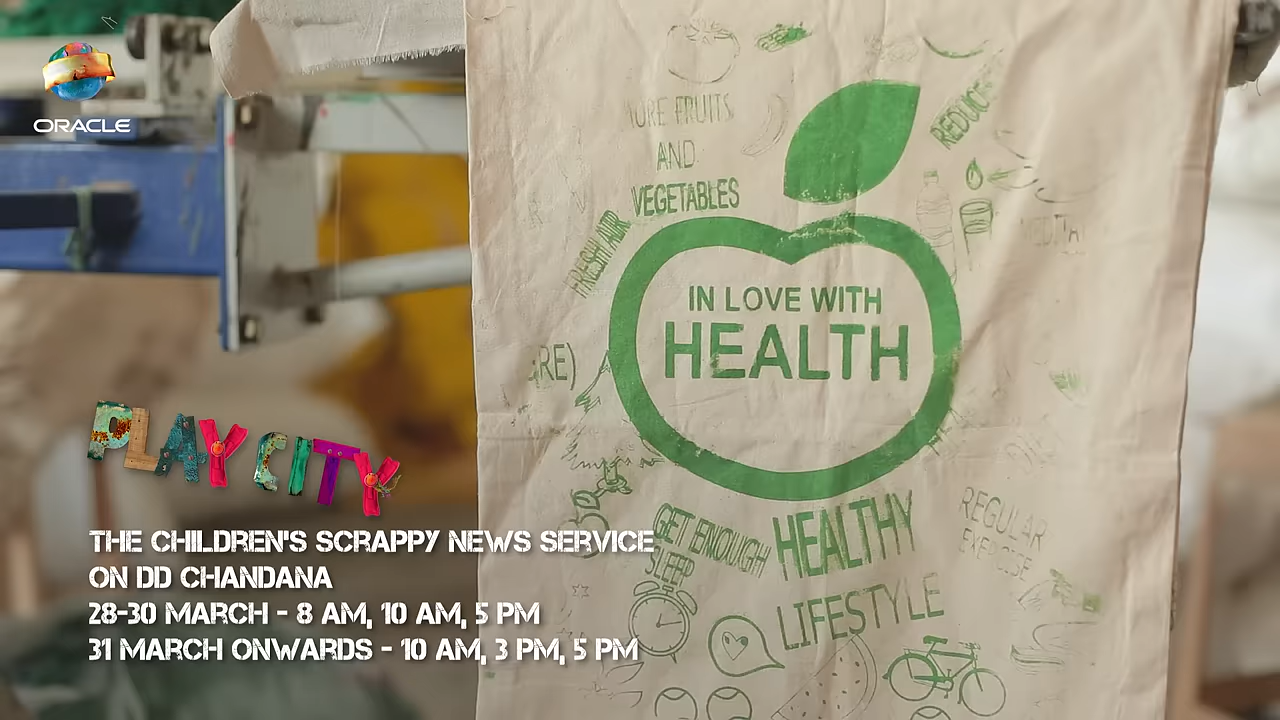 ORACLE
PLAY CITY
THE CHILDREN'S SCRAPPY NEWS SERVICE
ON DD CHANDANA
28-30 MARCH - 8 AM, 10 AM, 5 PM
31 MARCH ONWARDS - 10 AM, 3 PM, 5 PM
FRUITS
AND
VEGETABLES
FRESH AIR
REDUCE
IN LOVE WITH
HEALTH
GET ENOUGH
SLEEP
HEALTHY
LIFESTYLE
REGULAR
EXERCISE